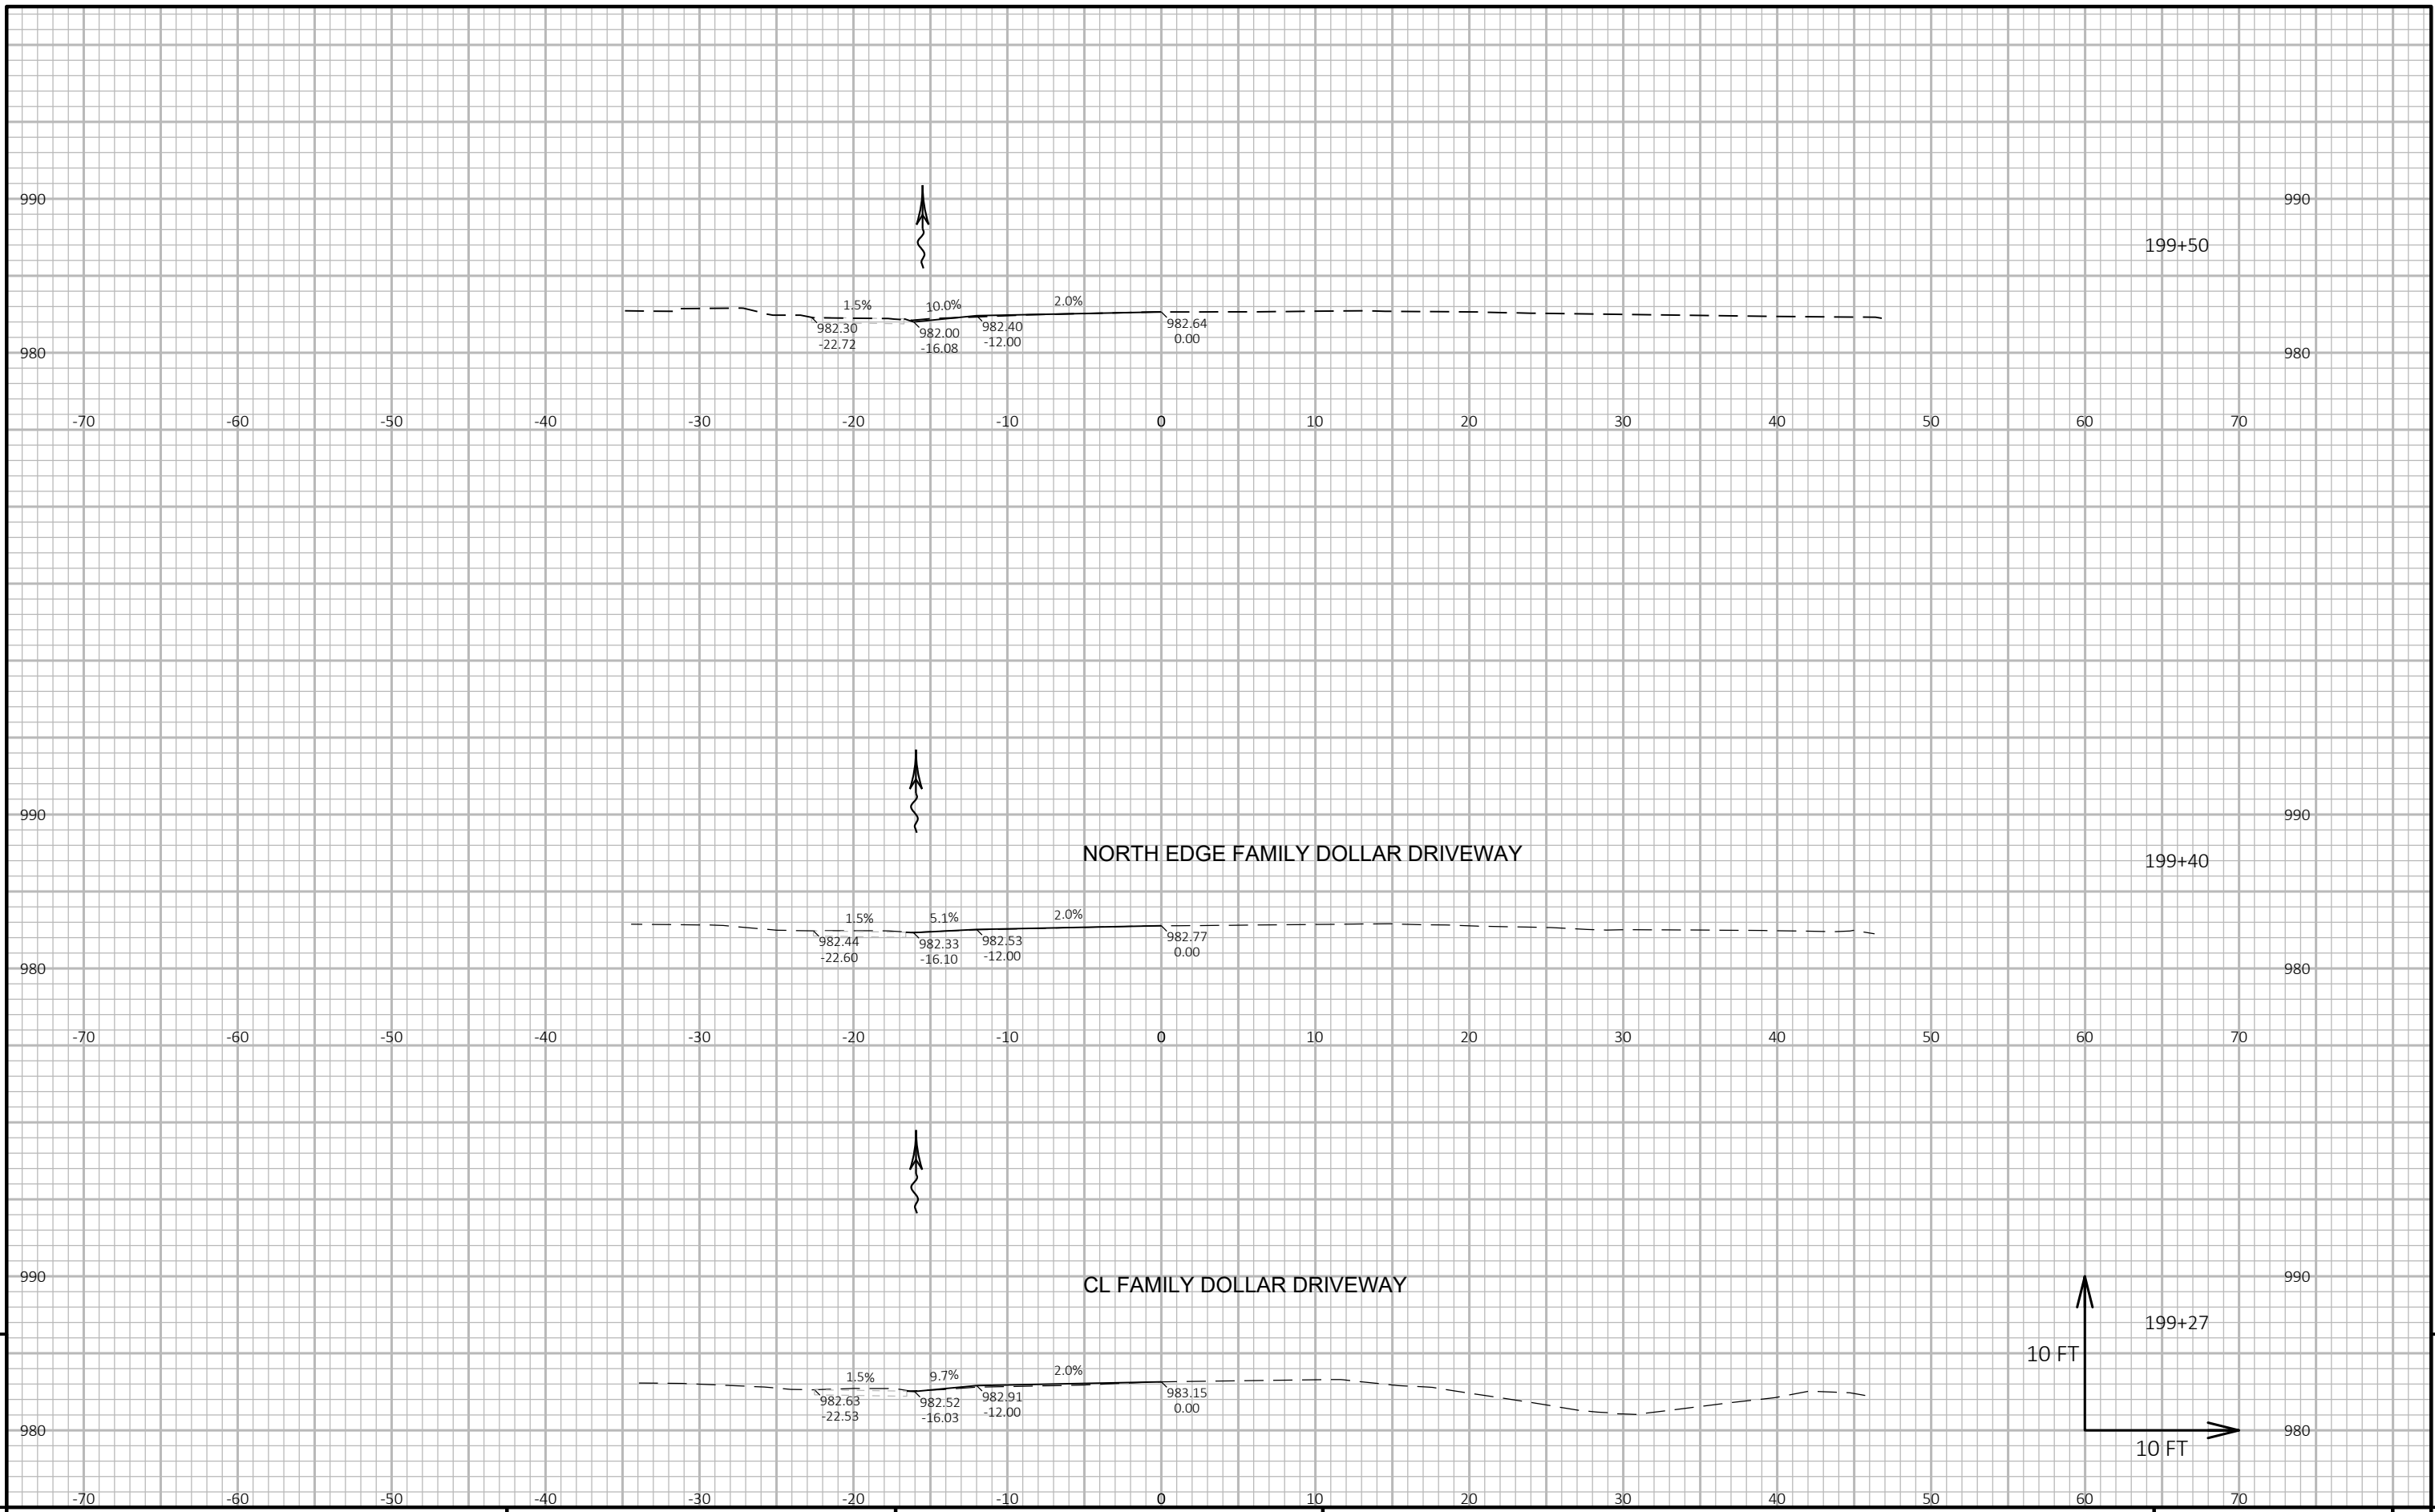 990 990
199+50
1.5% 10.0% 2.0%
982.30 982.00 982.40 982.64
-22.72 -16.08 -12.00 0.00
980 980
-70 -60 -50 -40 -30 -20 -10 0 10 20 30 40 50 60 70
990 990
NORTH EDGE FAMILY DOLLAR DRIVEWAY 199+40
1.5% 5.1% 2.0%
982.44 982.33 982.53 982.77
-22.60 -16.10 -12.00 0.00
980 980
-70 -60 -50 -40 -30 -20 -10 0 10 20 30 40 50 60 70
990 990
CL FAMILY DOLLAR DRIVEWAY
199+27
10 FT
1.5% 9.7% 2.0%
982.63 982.52 982.91 983.15
-22.53 -16.03 -12.00 0.00
980 980
10 FT
-70 -60 -50 -40 -30 -20 -10 0 10 20 30 40 50 60 70